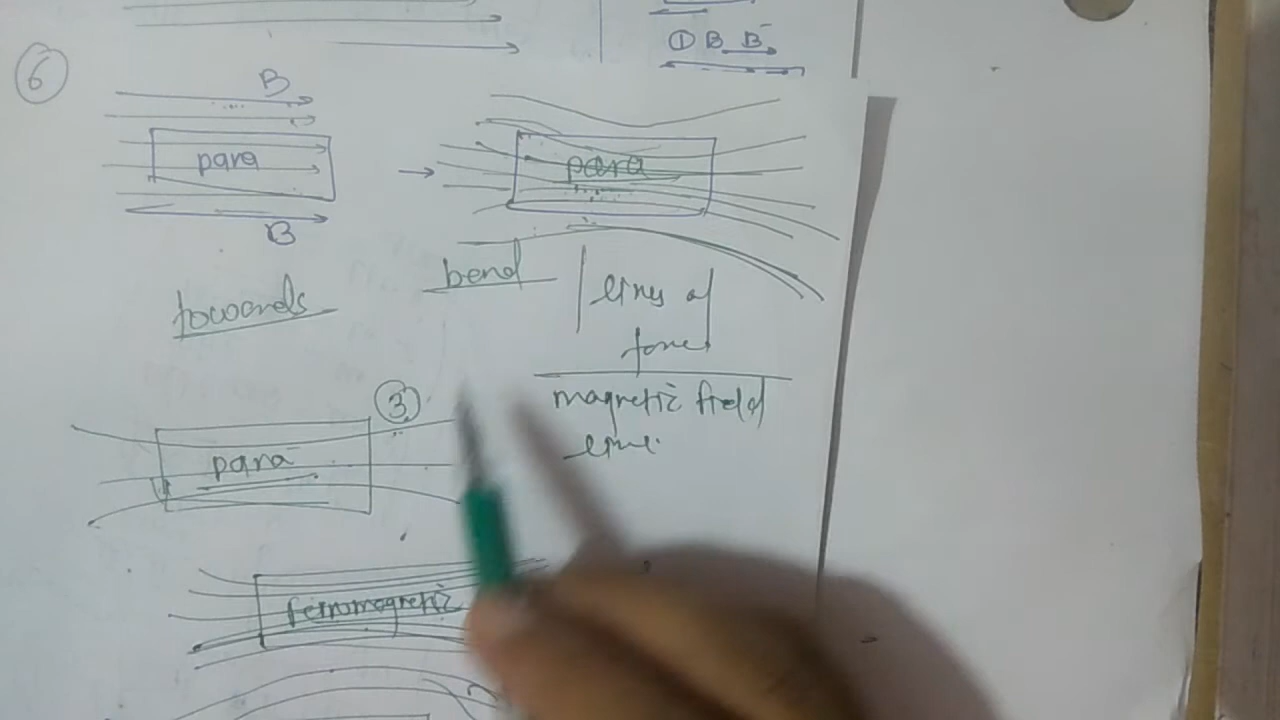 ① B B
⑥
B
para
para
B
bend
towards
lines of
force
magnetic field
line
③
para
ferromagnetic